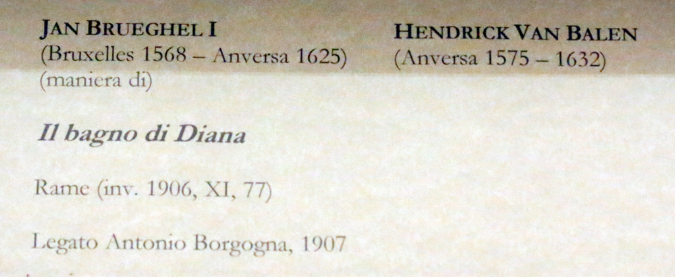 JAN BRUEGHEL I HENDRICK VAN BALEN
(Bruxelles 1568 – Anversa 1625) (Anversa 1575 – 1632)
(maniera di)
Il bagno di Diana
Rame (inv. 1906, XI, 77)
Legato Antonio Borgogna, 1907